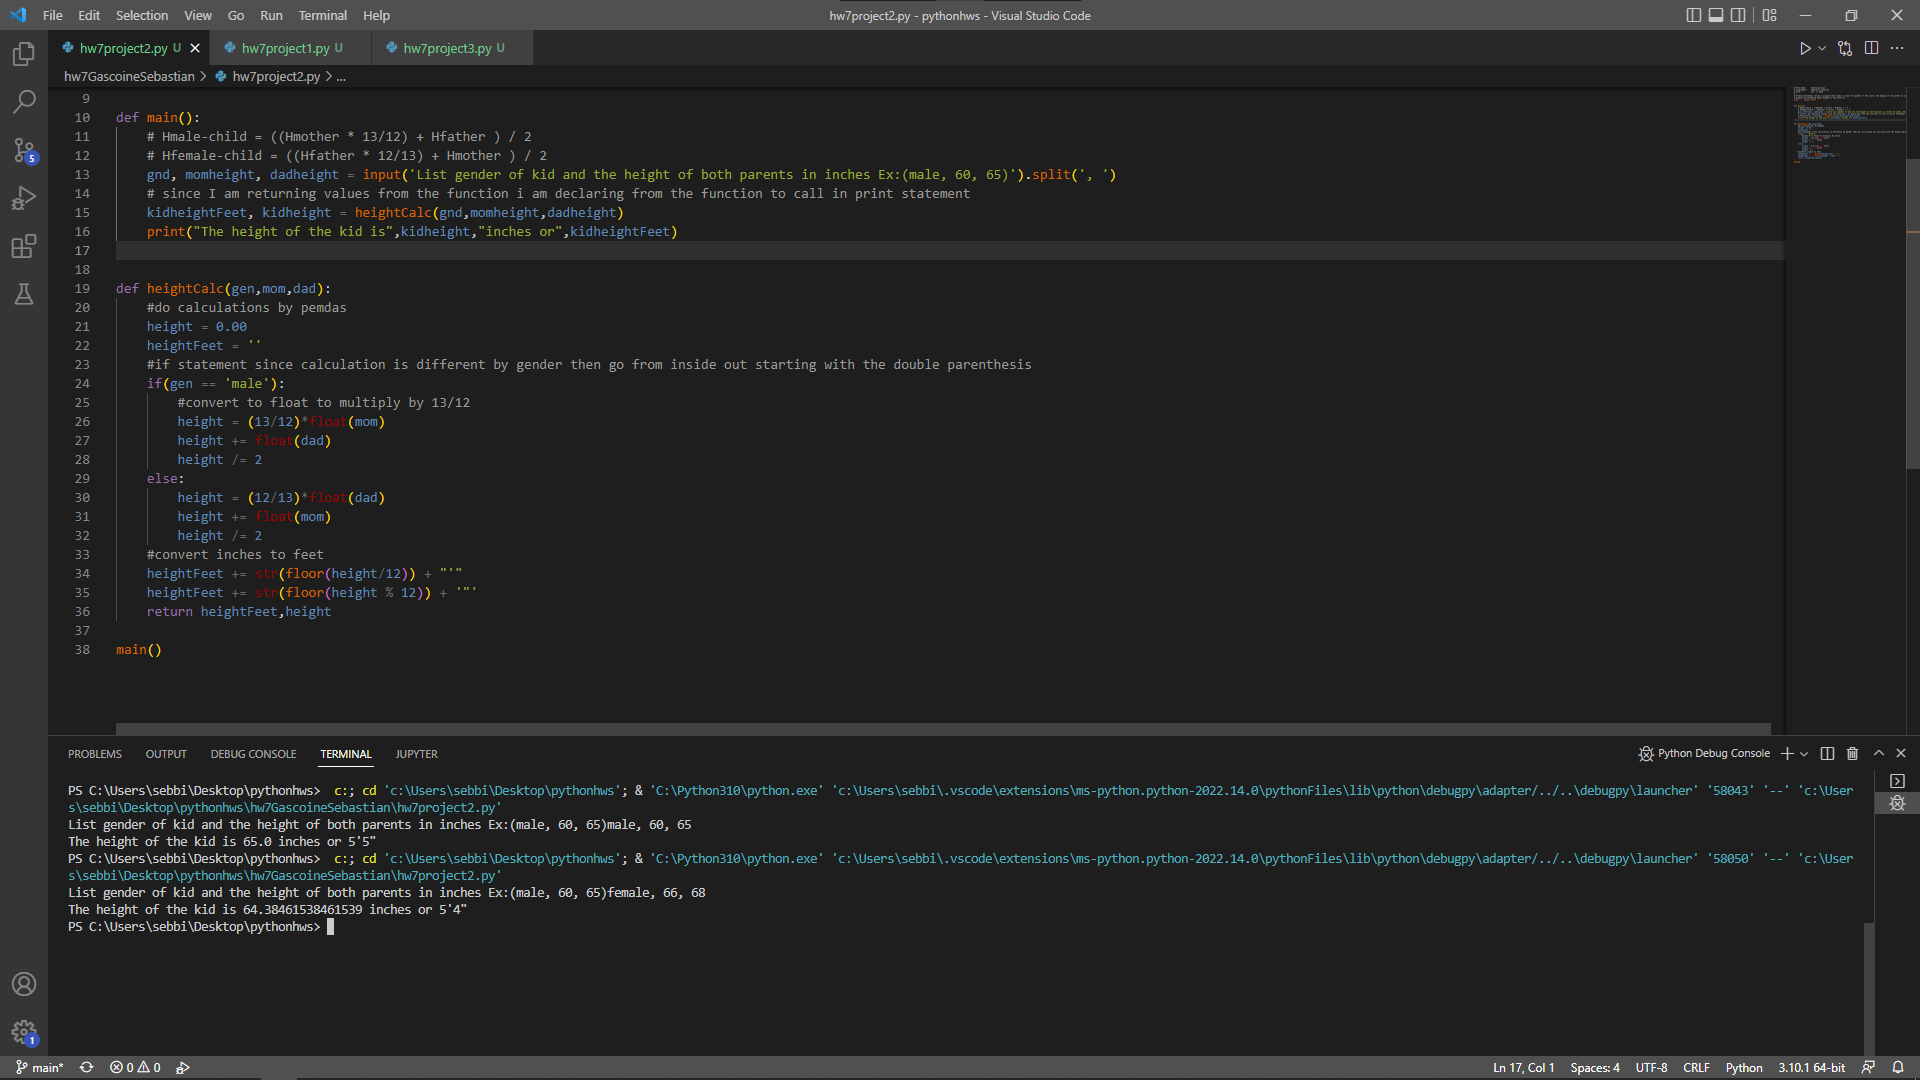 File Edit Selection View Go Run Terminal Help
hw7project2.py - pythonhws - Visual Studio Code
hw7project2.py U
hw7project1.py U
hw7project3.py U
hw7GascoineSebastian > hw7project2.py > ...
9
10 def main():
11 # Hmale-child = ((Hmother * 13/12) + Hfather ) / 2
12 # Hfemale-child = ((Hfather * 12/13) + Hmother ) / 2
13 gnd, momheight, dadheight = input('List gender of kid and the height of both parents in inches Ex:(male, 60, 65)').split(', ')
14 # since I am returning values from the function i am declaring from the function to call in print statement
15 kidheightFeet, kidheight = heightCalc(gnd,momheight,dadheight)
16 print("The height of the kid is",kidheight,"inches or",kidheightFeet)
17
18
19 def heightCalc(gen,mom,dad):
20 #do calculations by pemdas
21 height = 0.00
22 heightFeet = ''
23 #if statement since calculation is different by gender then go from inside out starting with the double parenthesis
24 if(gen == 'male'):
25 #convert to float to multiply by 13/12
26 height = (13/12)*float(mom)
27 height += float(dad)
28 height /= 2
29 else:
30 height = (12/13)*float(dad)
31 height += float(mom)
32 height /= 2
33 #convert inches to feet
34 heightFeet += str(floor(height/12)) + "'"
35 heightFeet += str(floor(height % 12)) + '"'
36 return heightFeet,height
37
38 main()
PROBLEMS OUTPUT DEBUG CONSOLE TERMINAL JUPYTER
Python Debug Console
PS C:\Users\sebbi\Desktop\pythonhws> c:; cd 'c:\Users\sebbi\Desktop\pythonhws'; & 'C:\Python310\python.exe' 'c:\Users\sebbi\.vscode\extensions\ms-python.python-2022.14.0\pythonFiles\lib\python\debugpy\adapter/../..\debugpy\launcher' '58043' '--' 'c:\User
s\sebbi\Desktop\pythonhws\hw7GascoineSebastian\hw7project2.py'
List gender of kid and the height of both parents in inches Ex:(male, 60, 65)male, 60, 65
The height of the kid is 65.0 inches or 5'5"
PS C:\Users\sebbi\Desktop\pythonhws> c:; cd 'c:\Users\sebbi\Desktop\pythonhws'; & 'C:\Python310\python.exe' 'c:\Users\sebbi\.vscode\extensions\ms-python.python-2022.14.0\pythonFiles\lib\python\debugpy\adapter/../..\debugpy\launcher' '58050' '--' 'c:\User
s\sebbi\Desktop\pythonhws\hw7GascoineSebastian\hw7project2.py'
List gender of kid and the height of both parents in inches Ex:(male, 60, 65)female, 66, 68
The height of the kid is 64.38461538461539 inches or 5'4"
PS C:\Users\sebbi\Desktop\pythonhws>
5
1
main* 0 0
Ln 17, Col 1 Spaces: 4 UTF-8 CRLF Python 3.10.1 64-bit